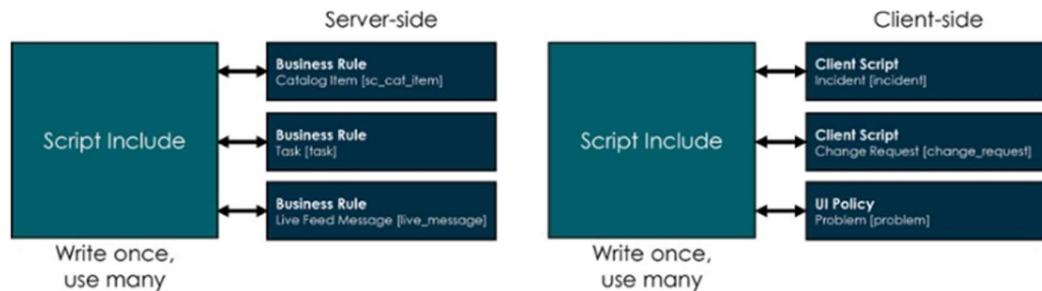 Server-side
Script Include
Business Rule
Catalog Item [sc_cat_item]
Business Rule
Task [task]
Business Rule
Live Feed Message [live_message]
Write once,
use many
Client-side
Script Include
Client Script
Incident [incident]
Client Script
Change Request [change_request]
UI Policy
Problem [problem]
Write once,
use many